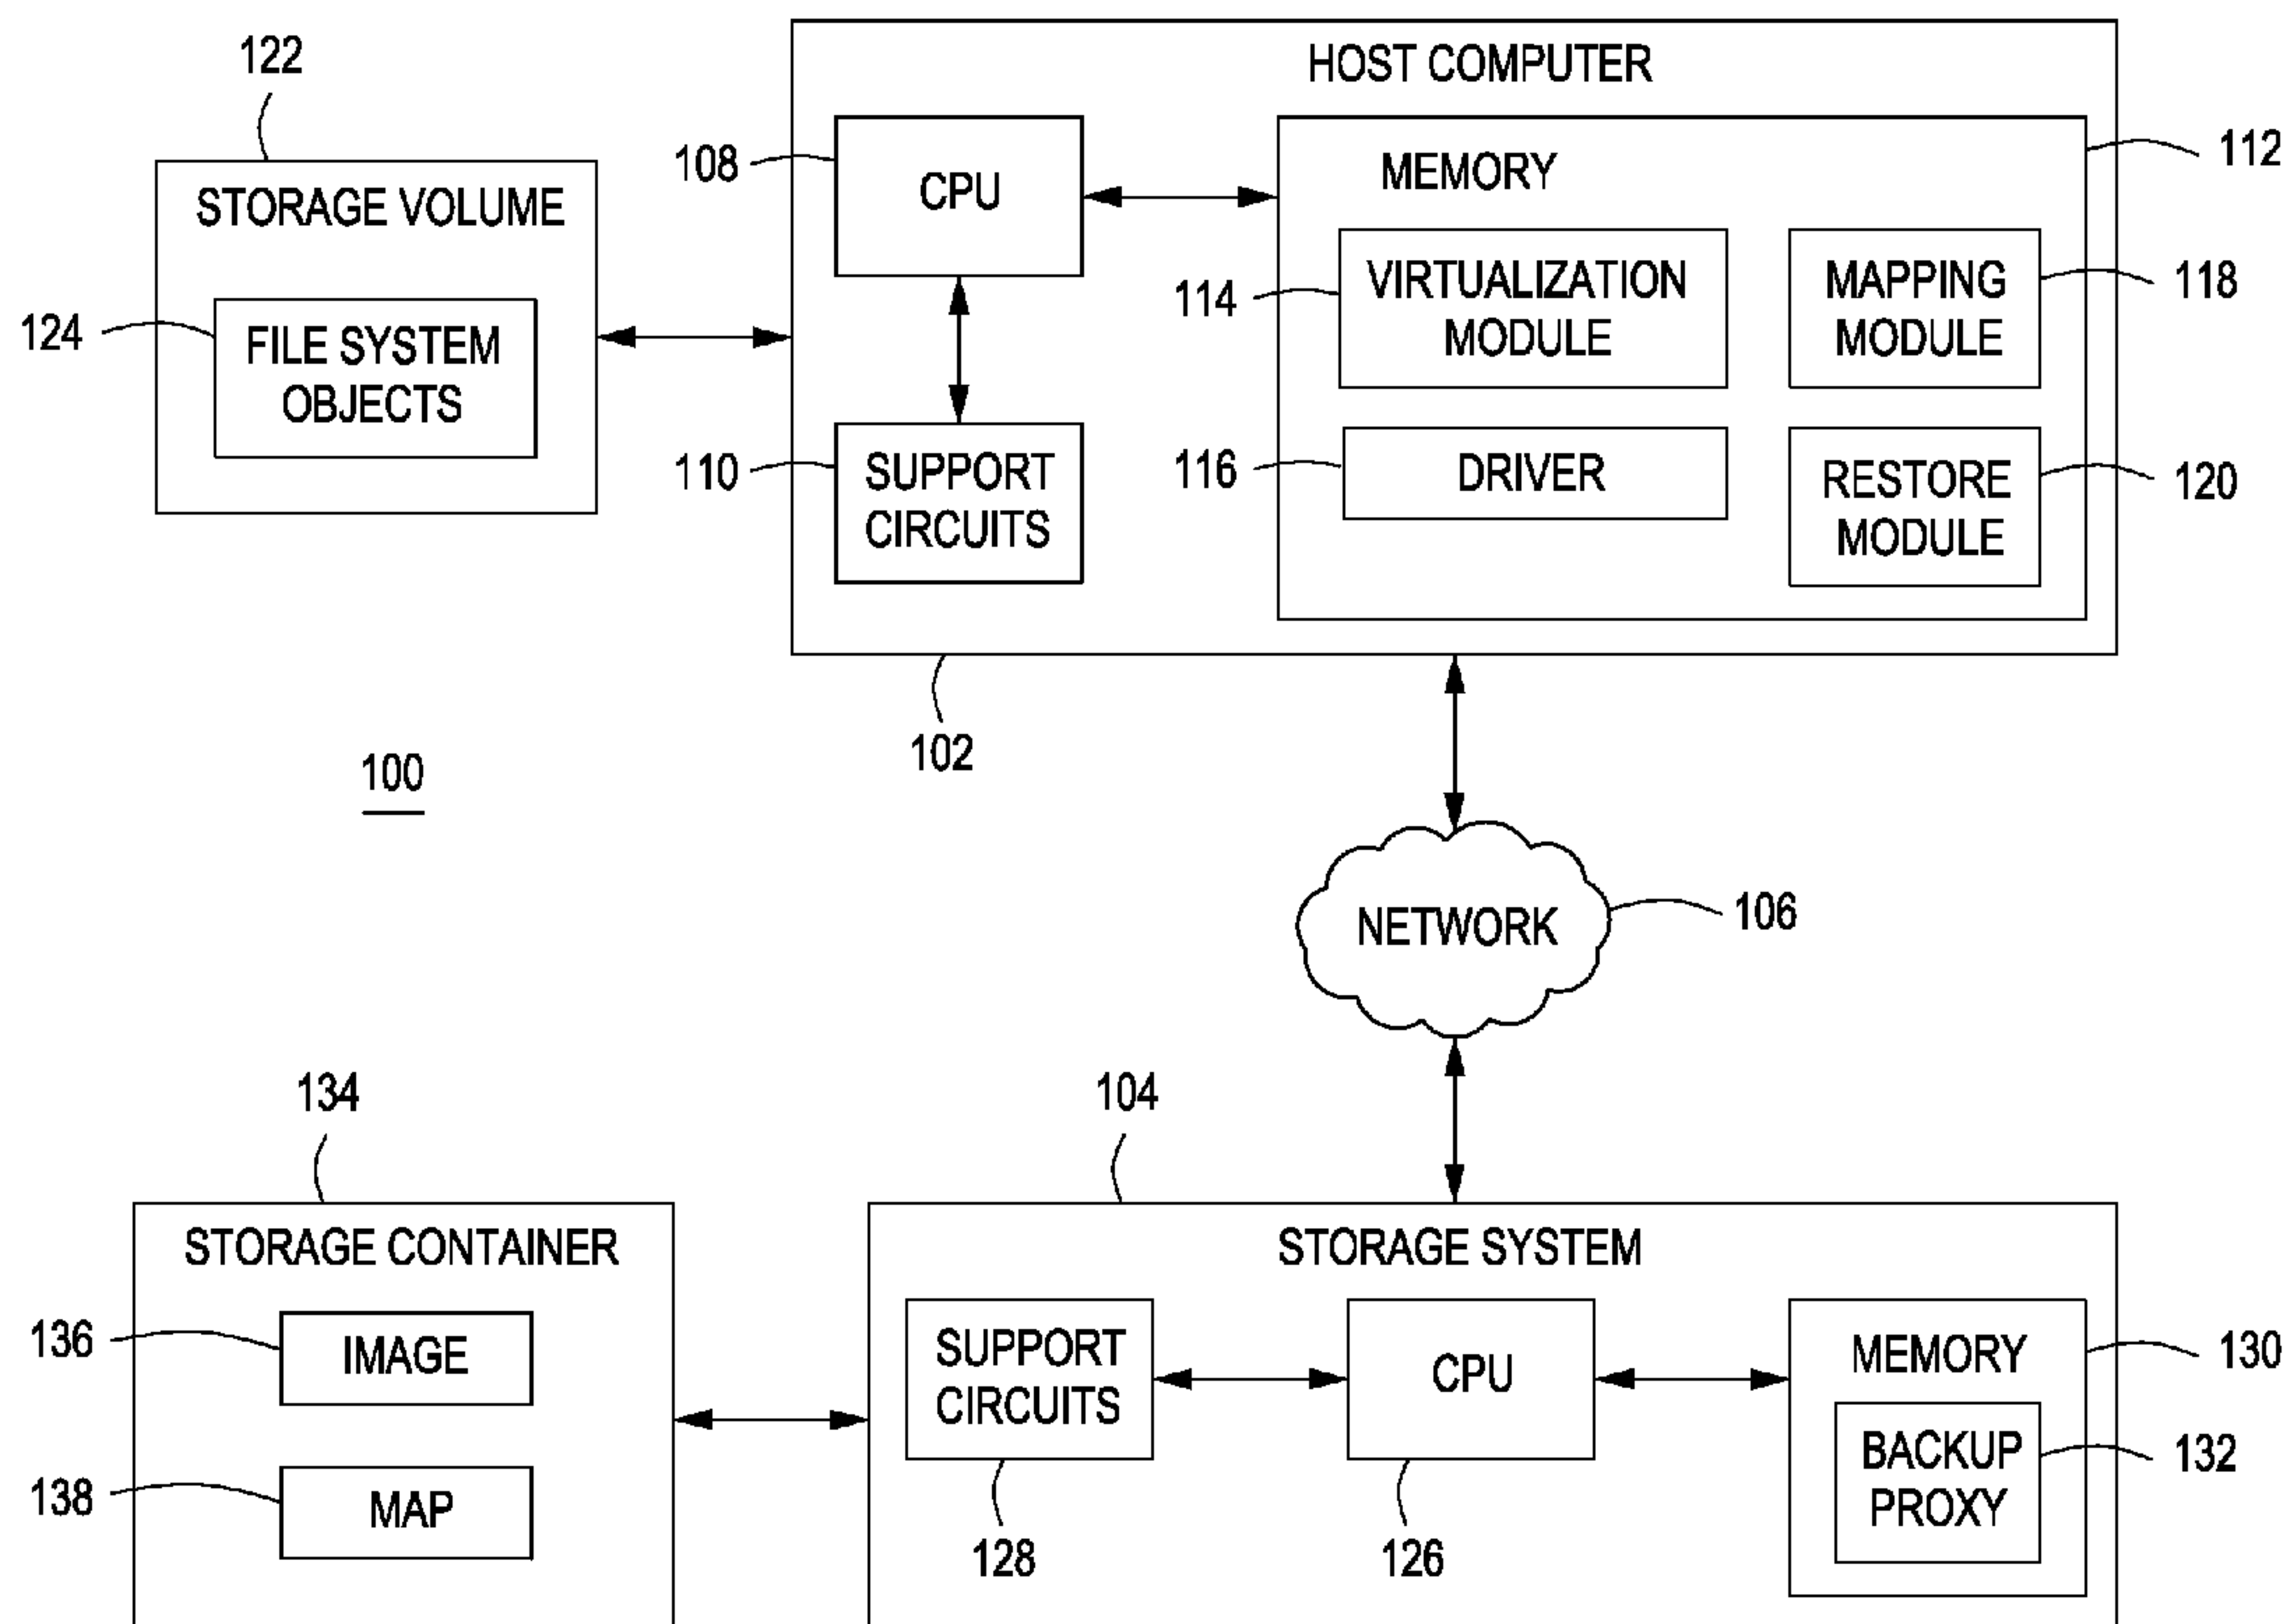 HOST COMPUTER
122
108
CPU
MEMORY
112
STORAGE VOLUME
114
VIRTUALIZATION
MODULE
MAPPING
MODULE
118
124
FILE SYSTEM
OBJECTS
110
SUPPORT
CIRCUITS
116
DRIVER
RESTORE
MODULE
120
102
100
NETWORK
106
134
104
STORAGE CONTAINER
STORAGE SYSTEM
136
IMAGE
SUPPORT
CIRCUITS
CPU
MEMORY
130
138
MAP
BACKUP
PROXY
132
128
126